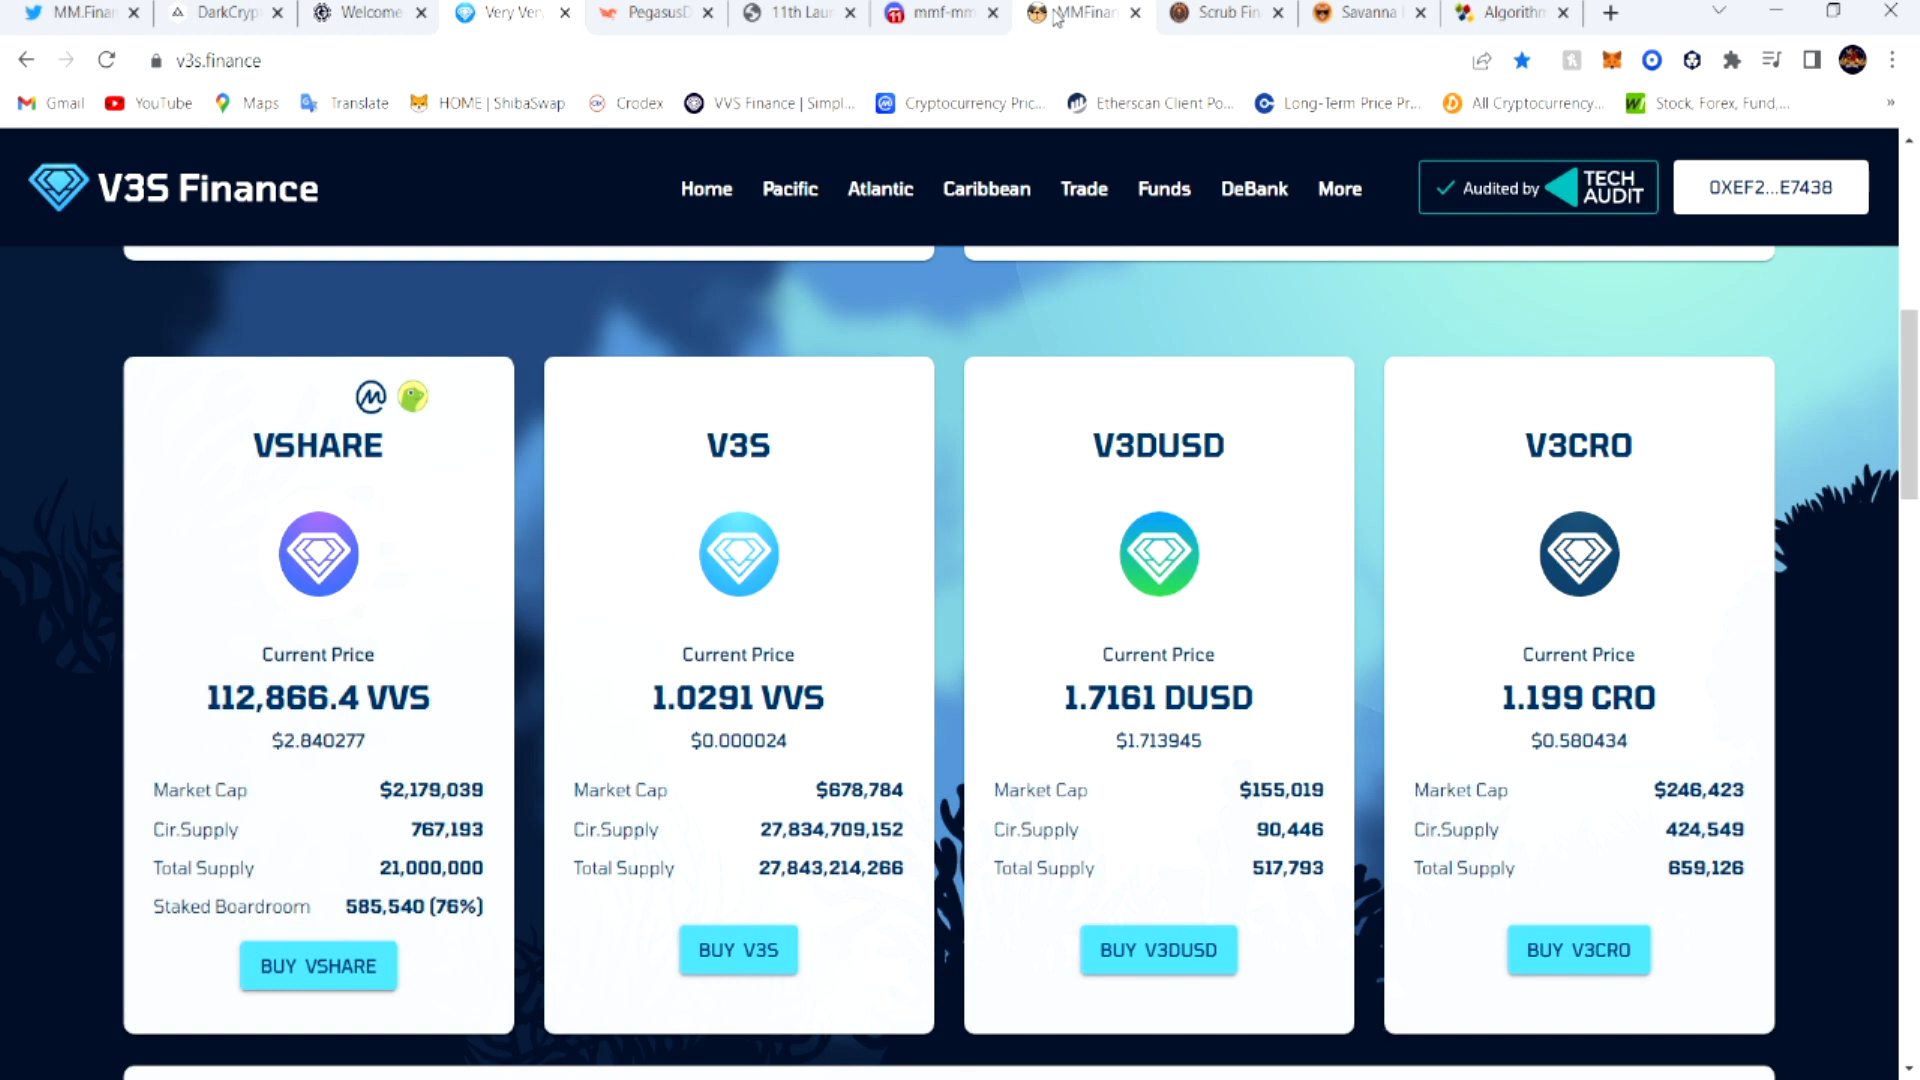 MM.Finan DarkCryp Welcome Very Ver PegasusD 11th Laun mmf-mm MMFinan Scrub Fin Savanna Algorithm
v3s.finance
Gmail YouTube Maps Translate HOME | ShibaSwap Crodex VVS Finance | Simpl... Cryptocurrency Pric... Etherscan Client Po... Long-Term Price Pr... All Cryptocurrency... Stock, Forex, Fund,... »
V3S Finance Home Pacific Atlantic Caribbean Trade Funds DeBank More Audited by TECH AUDIT 0XEF2...E7438
VSHARE V3S V3DUSD V3CRO
Current Price Current Price Current Price Current Price
112,866.4 VVS 1.0291 VVS 1.7161 DUSD 1.199 CRO
$2.840277 $0.000024 $1.713945 $0.580434
Market Cap $2,179,039 Market Cap $678,784 Market Cap $155,019 Market Cap $246,423
Cir.Supply 767,193 Cir.Supply 27,834,709,152 Cir.Supply 90,446 Cir.Supply 424,549
Total Supply 21,000,000 Total Supply 27,843,214,266 Total Supply 517,793 Total Supply 659,126
Staked Boardroom 585,540 (76%)
BUY VSHARE BUY V3S BUY V3DUSD BUY V3CRO